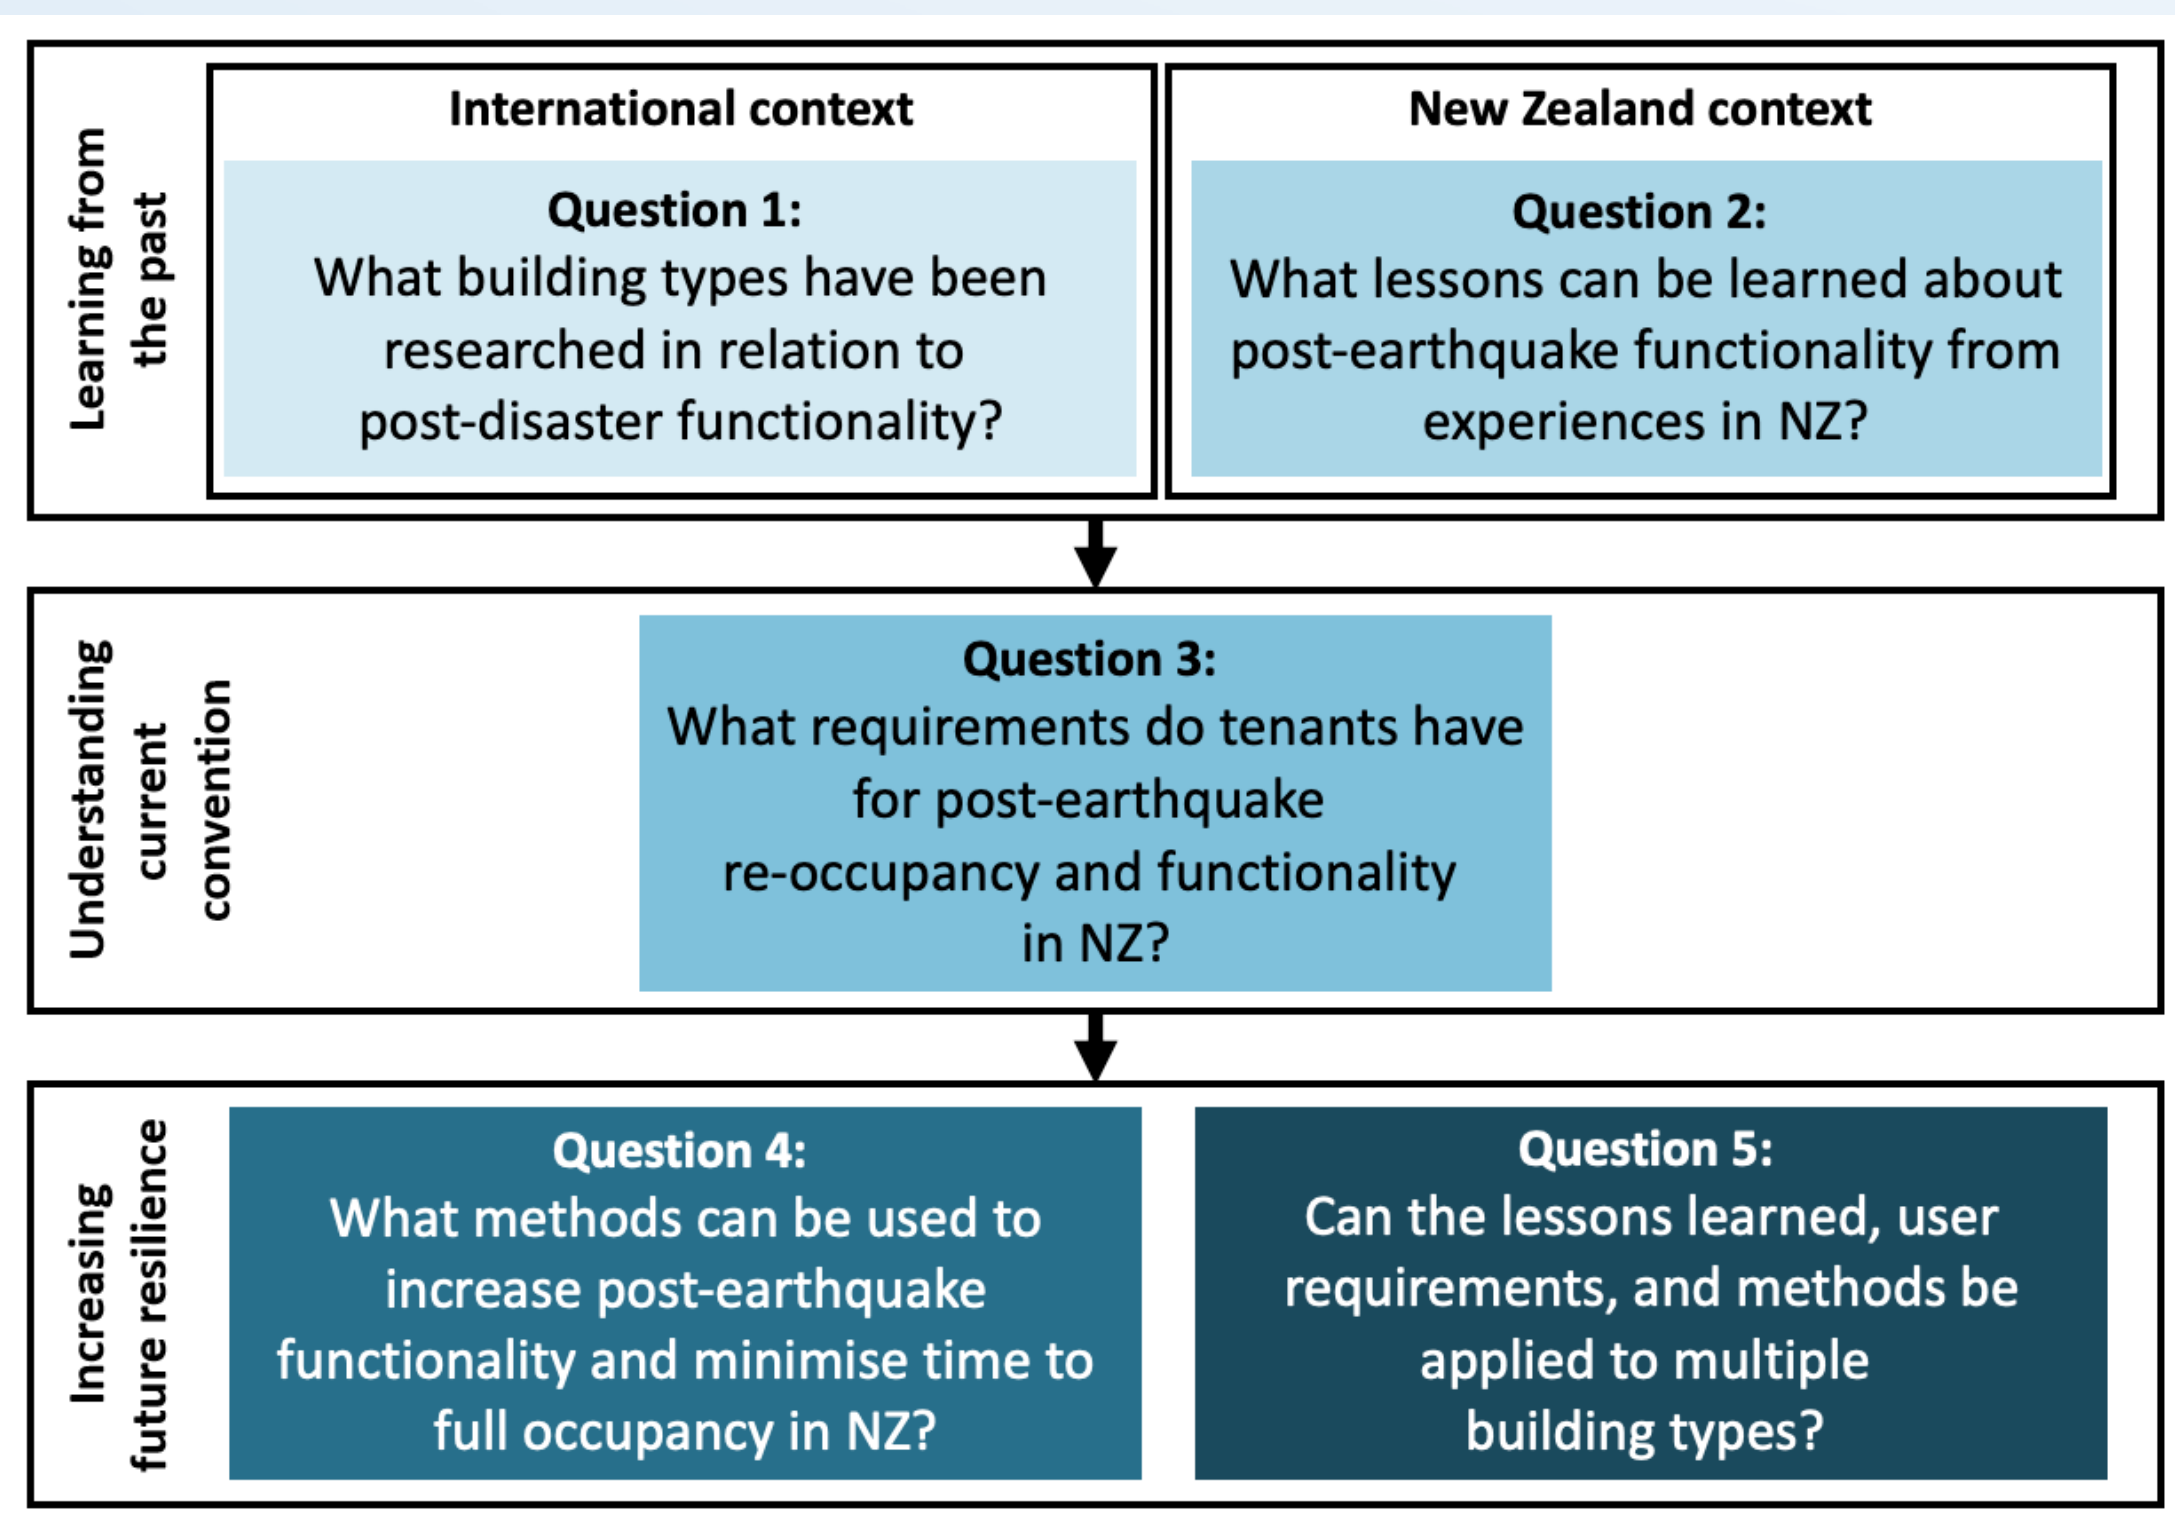 Learning from
the past
International context
Question 1:
What building types have been
researched in relation to
post-disaster functionality?
New Zealand context
Question 2:
What lessons can be learned about
post-earthquake functionality from
experiences in NZ?
Understanding
current
convention
Question 3:
What requirements do tenants have
for post-earthquake
re-occupancy and functionality
in NZ?
Increasing
future resilience
Question 4:
What methods can be used to
increase post-earthquake
functionality and minimise time to
full occupancy in NZ?
Question 5:
Can the lessons learned, user
requirements, and methods be
applied to multiple
building types?